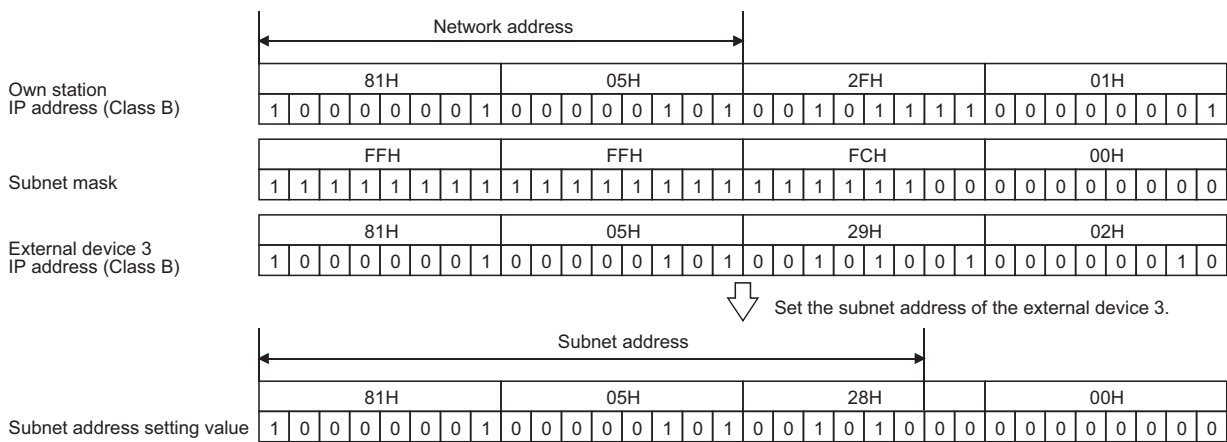 Network address
Own station
IP address (Class B)
81H 05H 2FH 01H
1 0 0 0 0 0 0 1 0 0 0 0 0 1 0 1 0 0 1 0 1 1 1 1 0 0 0 0 0 0 0 1
Subnet mask
FFH FFH FCH 00H
1 1 1 1 1 1 1 1 1 1 1 1 1 1 1 1 1 1 1 1 1 1 0 0 0 0 0 0 0 0 0 0
External device 3
IP address (Class B)
81H 05H 29H 02H
1 0 0 0 0 0 0 1 0 0 0 0 0 1 0 1 0 0 1 0 1 0 0 1 0 0 0 0 0 0 1 0
Set the subnet address of the external device 3.
Subnet address
81H 05H 28H 00H
Subnet address setting value 1 0 0 0 0 0 0 1 0 0 0 0 0 1 0 1 0 0 1 0 1 0 0 0 0 0 0 0 0 0 0 0